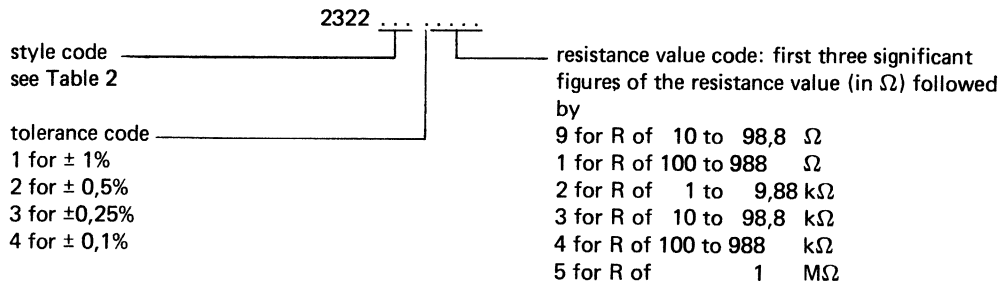 2322 ... . ....
style code
see Table 2
tolerance code
1 for ± 1%
2 for ± 0,5%
3 for ±0,25%
4 for ± 0,1%
resistance value code: first three significant
figures of the resistance value (in Ω) followed
by
9 for R of 10 to 98,8 Ω
1 for R of 100 to 988 Ω
2 for R of 1 to 9,88 kΩ
3 for R of 10 to 98,8 kΩ
4 for R of 100 to 988 kΩ
5 for R of 1 MΩ